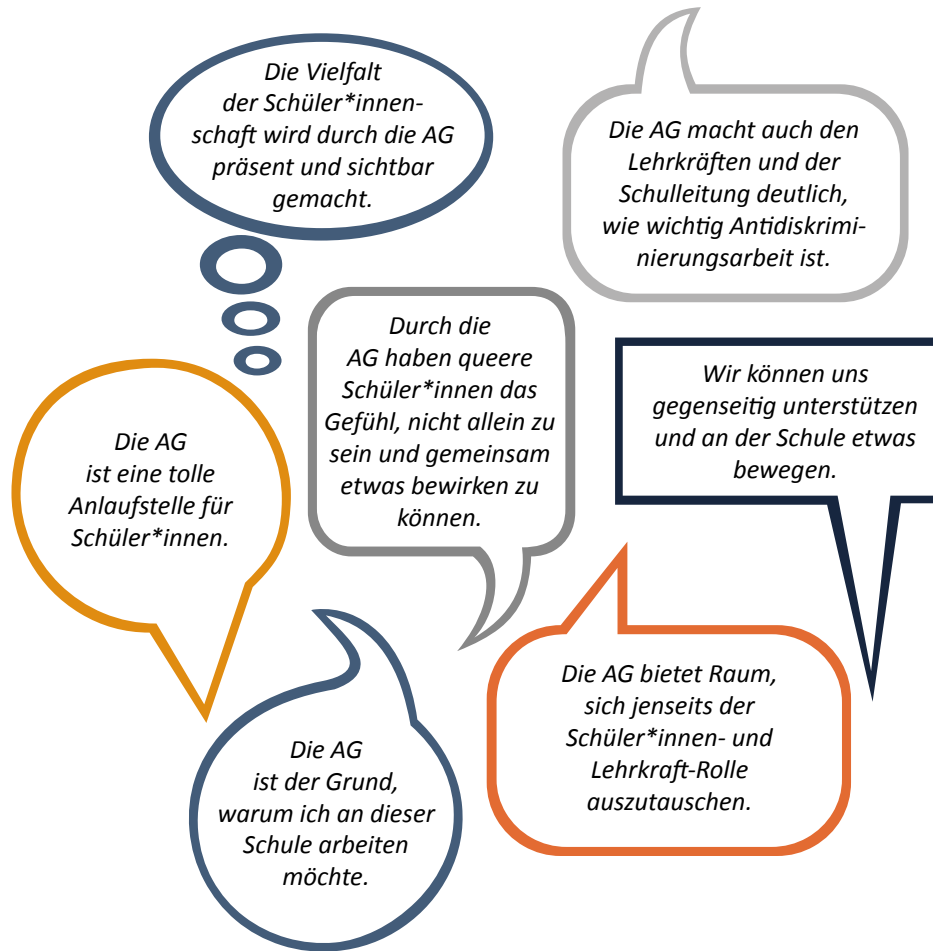 Die Vielfalt
der Schüler*innen-
schaft wird durch die AG
präsent und sichtbar
gemacht.
Die AG macht auch den
Lehrkräften und der
Schulleitung deutlich,
wie wichtig Antidiskrimi-
nierungsarbeit ist.
Durch die
AG haben queere
Schüler*innen das
Gefühl, nicht allein zu
sein und gemeinsam
etwas bewirken zu
können.
Wir können uns
gegenseitig unterstützen
und an der Schule etwas
bewegen.
Die AG
ist eine tolle
Anlaufstelle für
Schüler*innen.
Die AG bietet Raum,
sich jenseits der
Schüler*innen- und
Lehrkraft-Rolle
auszutauschen.
Die AG
ist der Grund,
warum ich an dieser
Schule arbeiten
möchte.